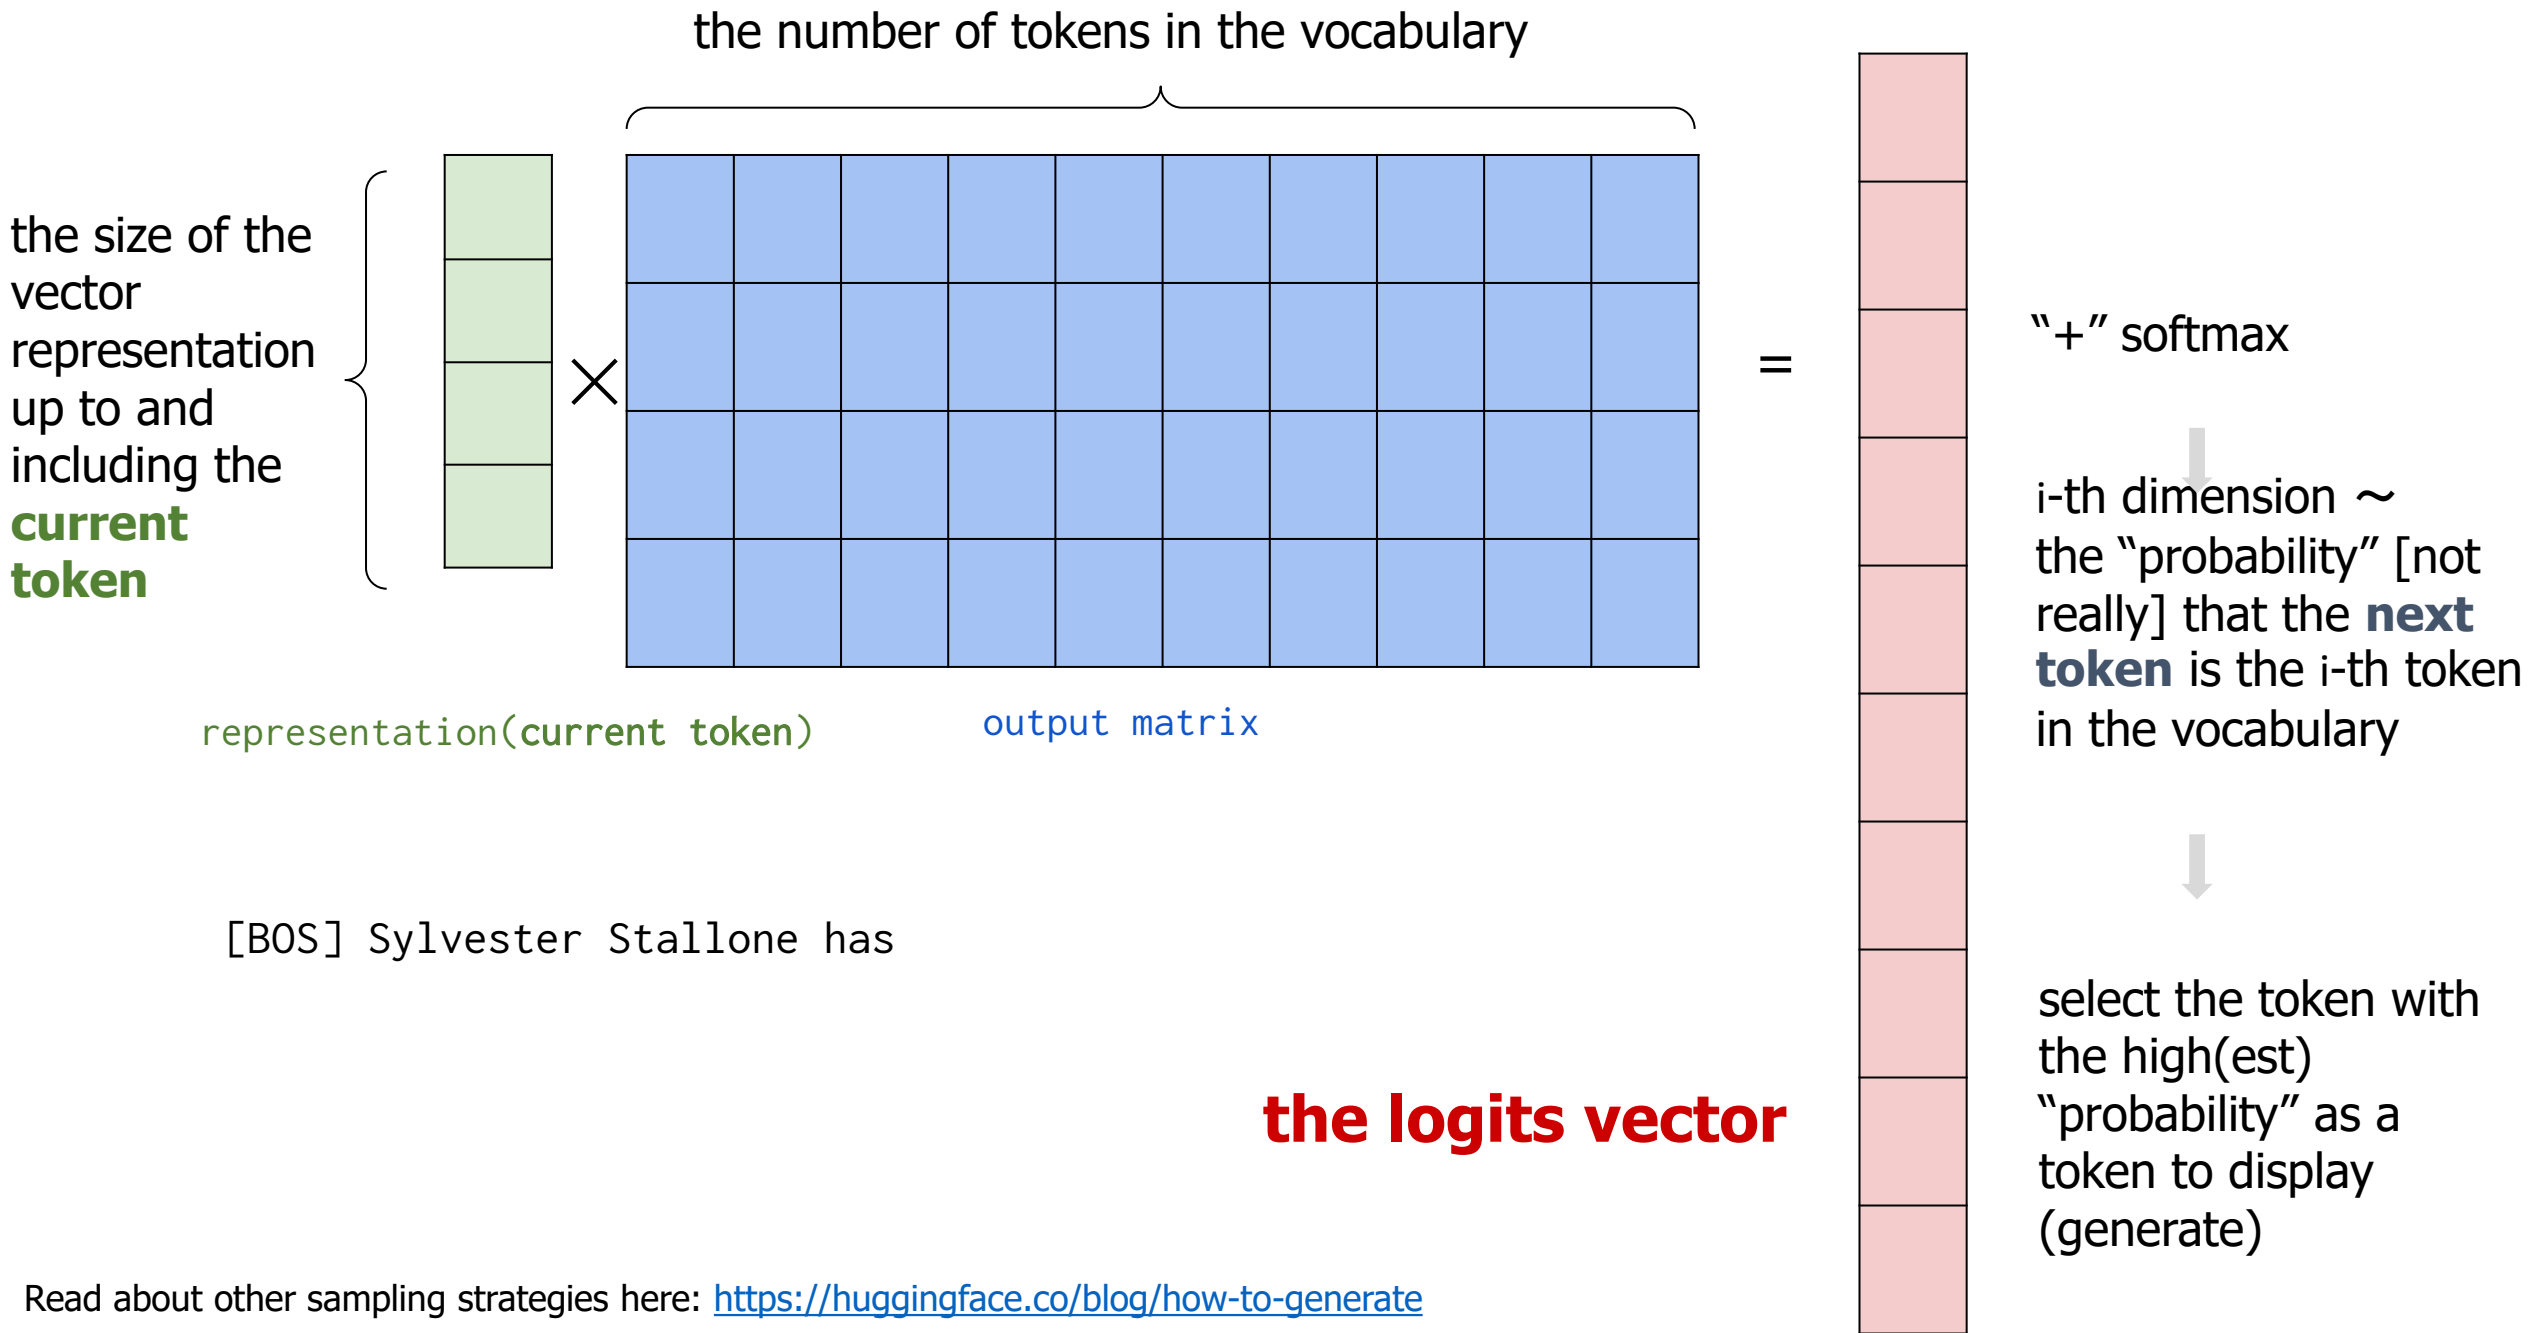 the number of tokens in the vocabulary
the size of the
vector
representation
up to and
including the
current
token
×
=
“+” softmax
i-th dimension ~
the “probability” [not
really] that the next
token is the i-th token
in the vocabulary
representation(current token)
output matrix
[BOS] Sylvester Stallone has
the logits vector
select the token with
the high(est)
“probability” as a
token to display
(generate)
Read about other sampling strategies here: https://huggingface.co/blog/how-to-generate